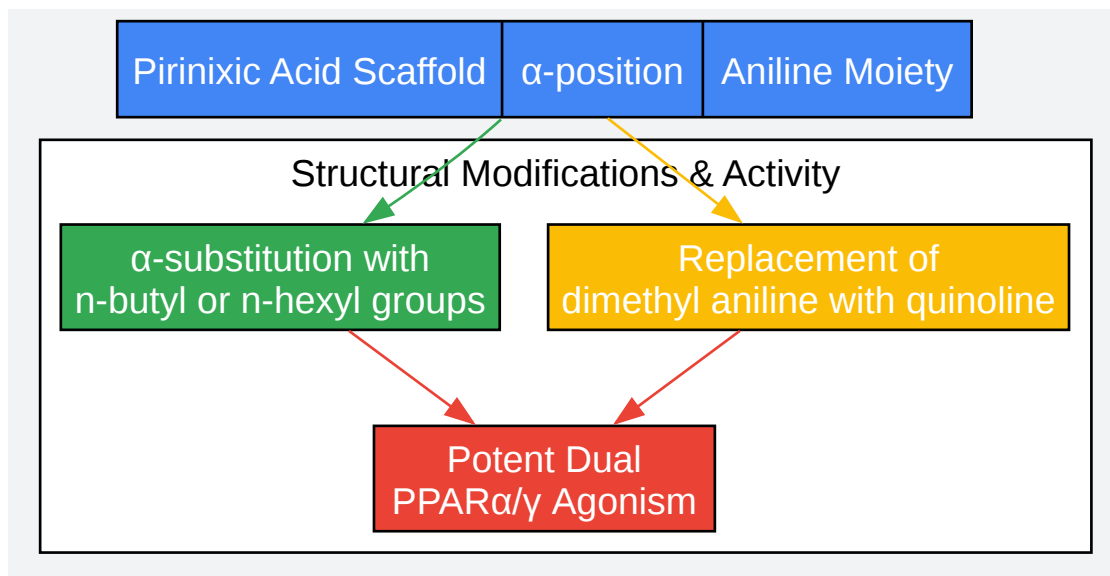 Pirinixic Acid Scaffold
α-position
Aniline Moiety
Structural Modifications & Activity
α-substitution with
n-butyl or n-hexyl groups
Replacement of
dimethyl aniline with quinoline
Potent Dual
PPARα/γ Agonism